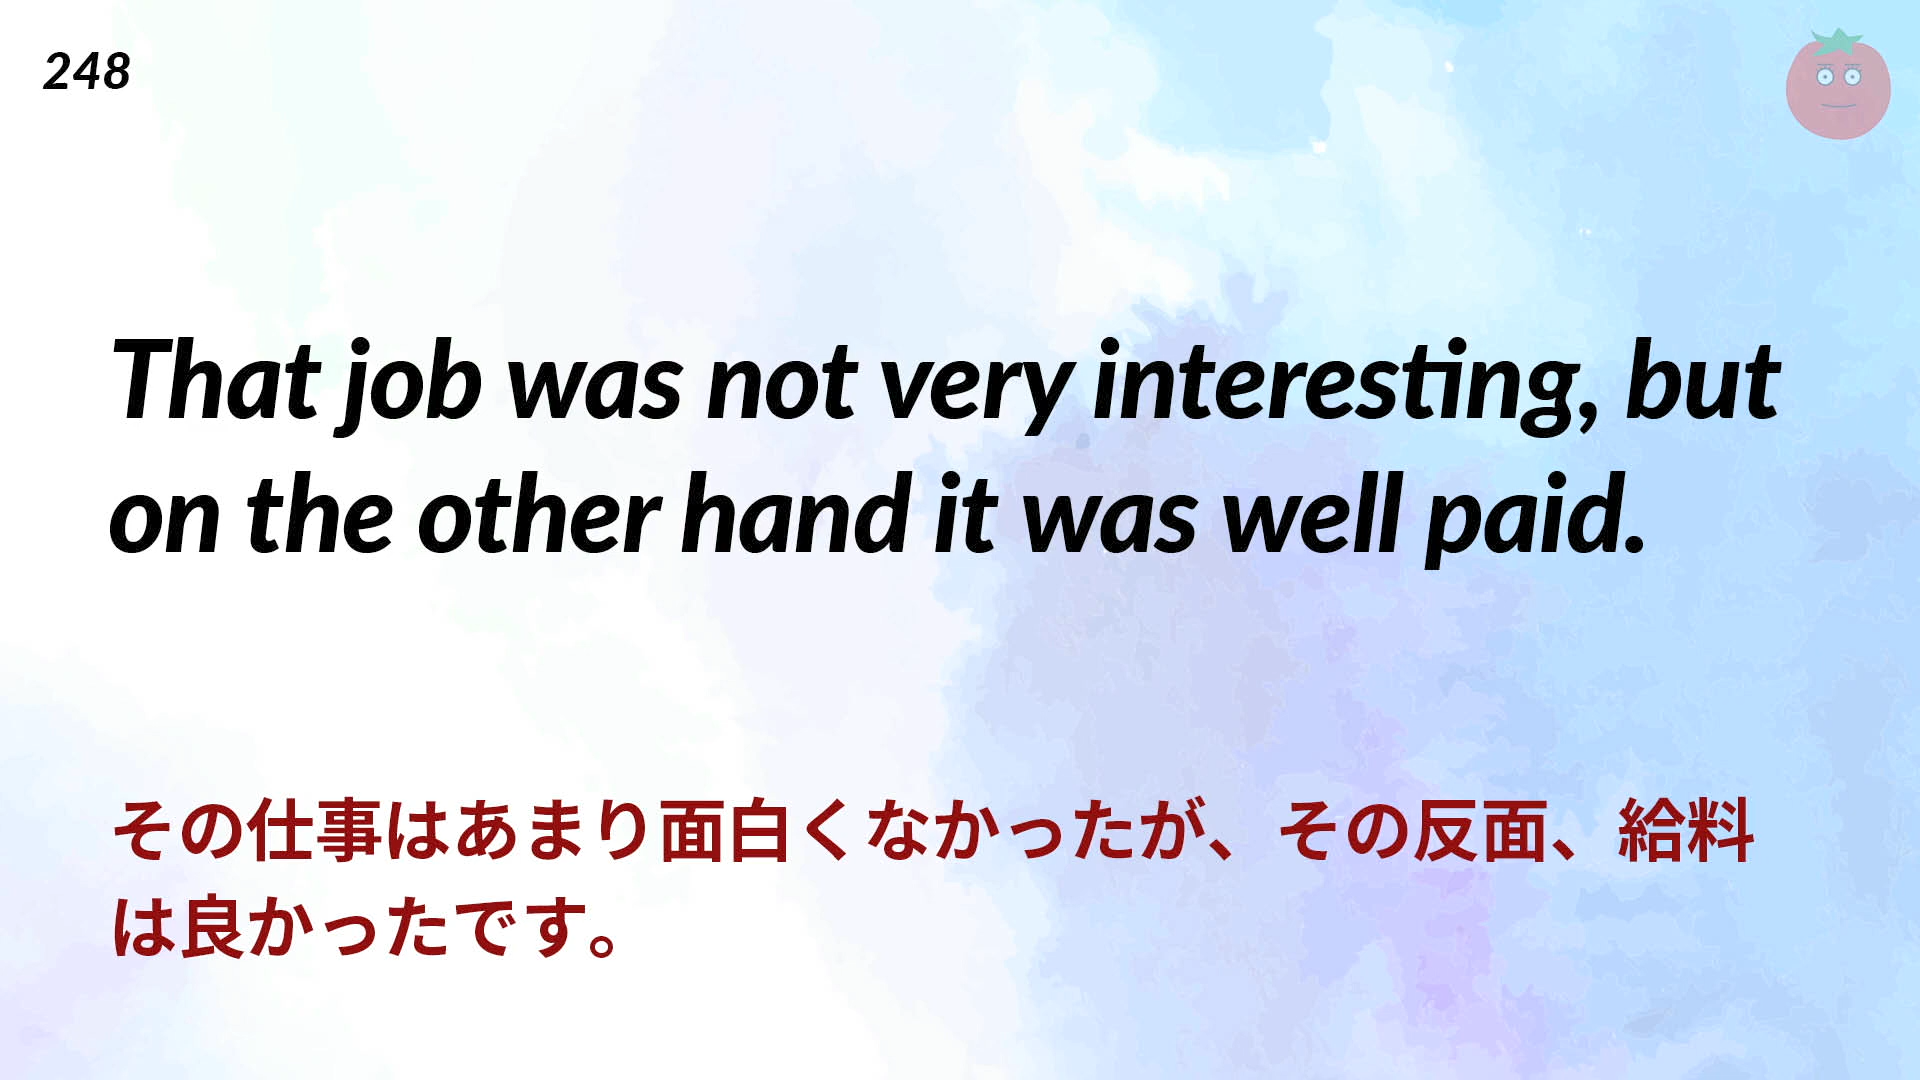 248
That job was not very interesting, but
on the other hand it was well paid.
その仕事はあまり面白くなかったが、その反面、給料
は良かったです。